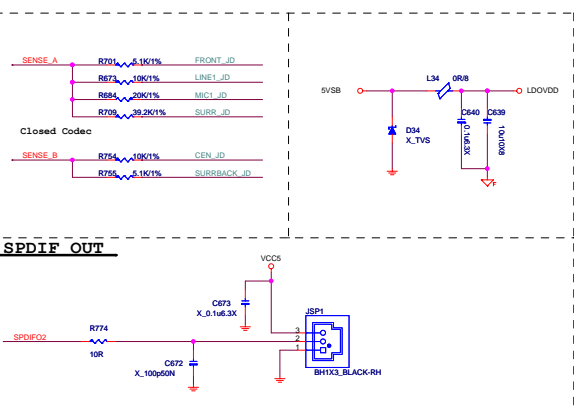 SENSE_A R701 5.1K/1% FRONT_JD
R673 10K/1% LINE1_JD
R684 20K/1% MIC1_JD
R709 39.2K/1% SURR_JD
Closed Codec
SENSE_B R754 10K/1% CEN_JD
R755 5.1K/1% SURRBACK_JD
L34 0R/8
5VSB LDOVDD
C640 C639
0.1u6.3X 10u10X8
D34
X_TVS
F
SPDIF OUT
VCC5
C673
X_0.1u6.3X
JSP1
SPDIFO2 R774
10R
3
2
1
C672
X_100p50N
BH1X3_BLACK-RH